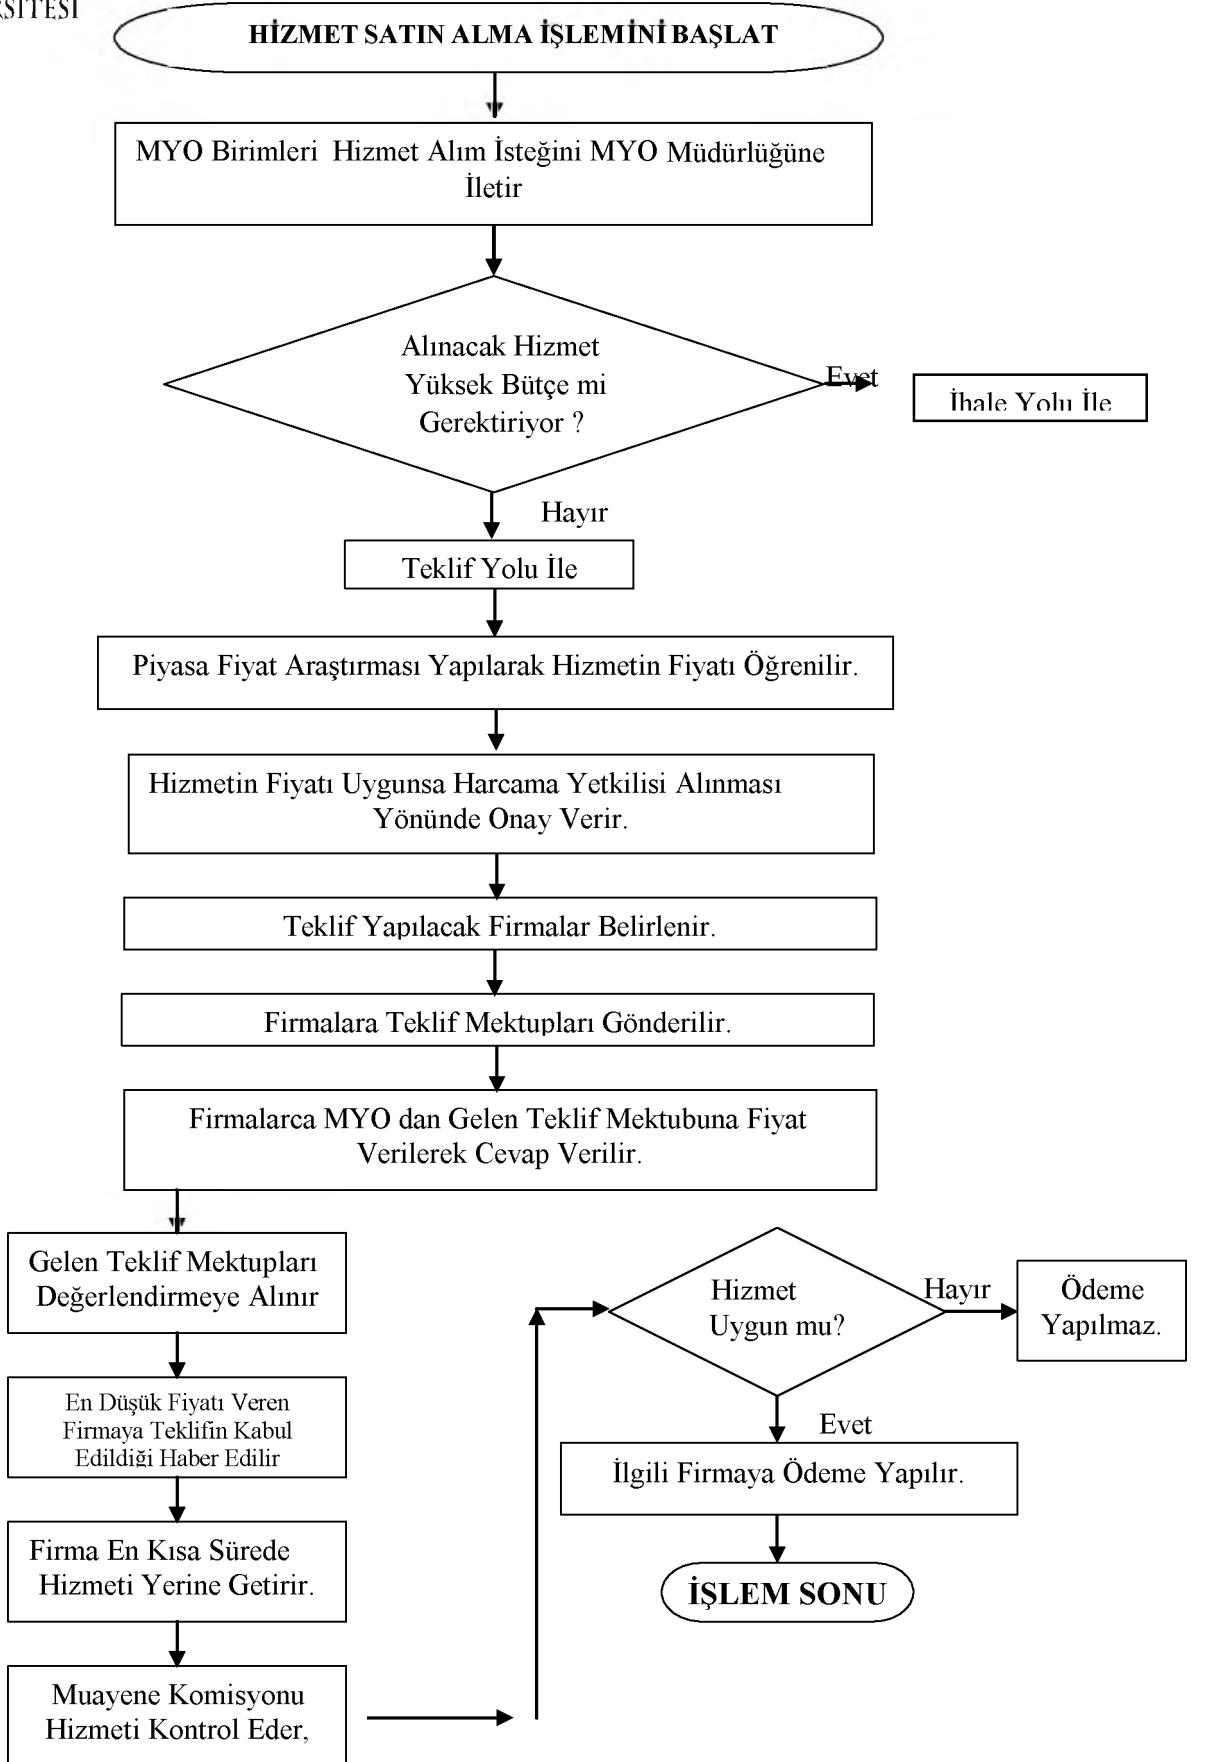 HİZMET SATIN ALMA İŞLEMİNİ BAŞLAT
MYO Birimleri Hizmet Alım İsteğini MYO Müdürlüğüne
İletir
Alınacak Hizmet
Yüksek Bütçe mi
Gerektiriyor ?
Evet
İhale Yolu İle
Hayır
Teklif Yolu İle
Piyasa Fiyat Araştırması Yapılarak Hizmetin Fiyatı Öğrenilir.
Hizmetin Fiyatı Uygunsa Harcama Yetkilisi Alınması
Yönünde Onay Verir.
Teklif Yapılacak Firmalar Belirlenir.
Firmalara Teklif Mektupları Gönderilir.
Firmalarca MYO dan Gelen Teklif Mektubuna Fiyat
Verilerek Cevap Verilir.
Gelen Teklif Mektupları
Değerlendirmeye Alınır
En Düşük Fiyatı Veren
Firmaya Teklifin Kabul
Edildiği Haber Edilir
Firma En Kısa Sürede
Hizmeti Yerine Getirir.
Muayene Komisyonu
Hizmeti Kontrol Eder,
Hizmet
Uygun mu?
Hayır
Ödeme
Yapılmaz.
Evet
İlgili Firmaya Ödeme Yapılır.
İŞLEM SONU